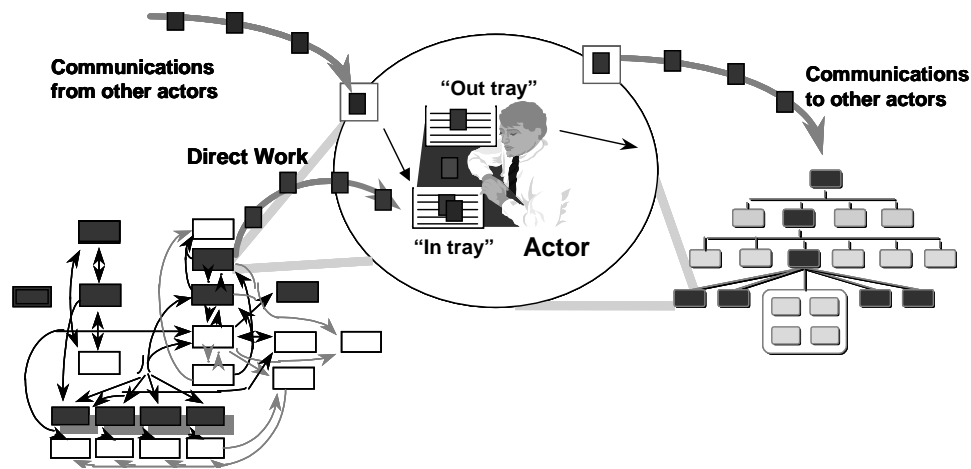 Communications
from other actors
"Out tray"
Communications
to other actors
Direct Work
"In tray"
Actor